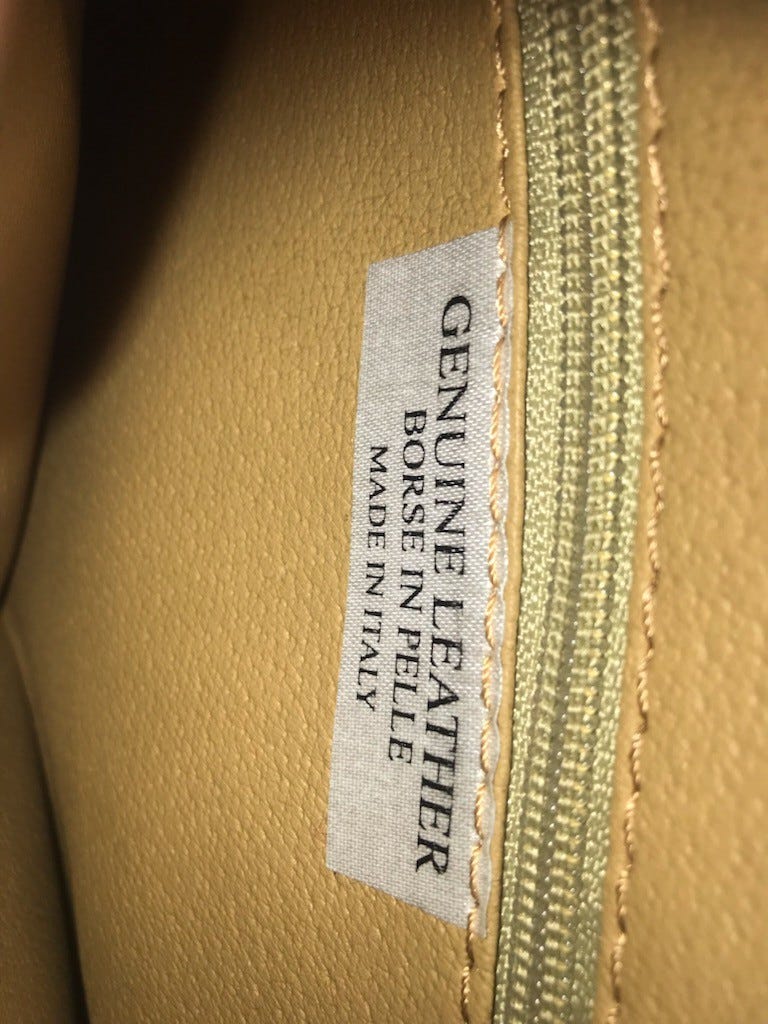 GENUINE LEATHER
BORSE IN PELLE
MADE IN ITALY